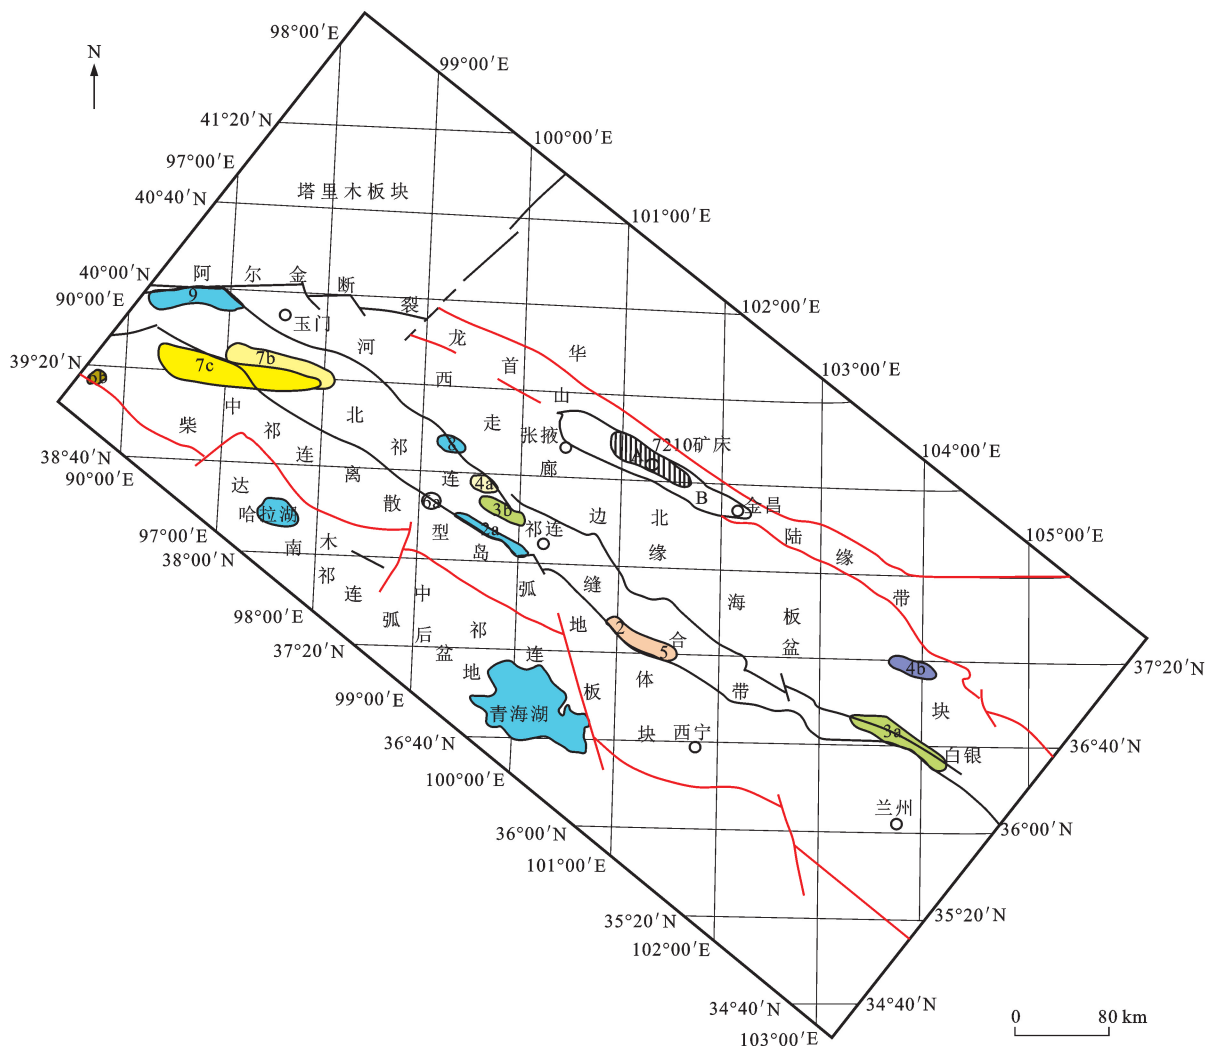 N
98°00′E
99°00′E
41°20′N
100°00′E
97°00′E
塔里木板块
40°40′N
101°00′E
40°00′N
阿尔金断裂
90°00′E
9
玉门
102°00′E
39°20′N
6b
7c
7b
河西走廊
龙首山
华北板块
陆缘带
103°00′E
张掖
A
7210矿床
B
金昌
104°00′E
38°40′N
90°00′E
柴达木
中祁连
北祁连
离散型岛弧缝合体带
8
4a
3b
6a
2a
祁连
边缘海盆地
哈拉湖
105°00′E
97°00′E
38°00′N
南祁连弧后盆地
中祁连板块
98°00′E
2
5
37°20′N
4b
37°20′N
99°00′E
青海湖
西宁
3a
白银
36°40′N
36°40′N
100°00′E
兰州
36°00′N
36°00′N
101°00′E
35°20′N
35°20′N
102°00′E
34°40′N
34°40′N
103°00′E
0
80 km